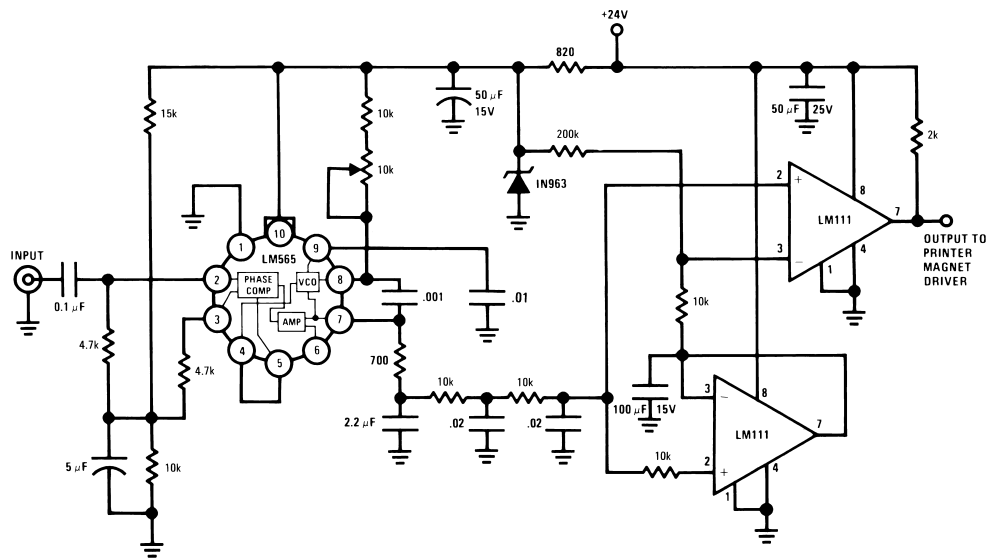 +24V
820
15k
10k
50 μF
15V
50 μF 25V
2k
200k
10k
IN963
2
+
8
LM111
7
3
−
4
1
OUTPUT TO
PRINTER
MAGNET
DRIVER
1
10
9
LM565
INPUT
2
PHASE
COMP
VCO
8
0.1 μF
.001
.01
3
AMP
7
4
5
6
10k
4.7k
4.7k
700
10k
10k
100 μF 15V
3
−
8
7
LM111
2.2 μF
.02
.02
10k
2
+
4
1
5 μF
10k